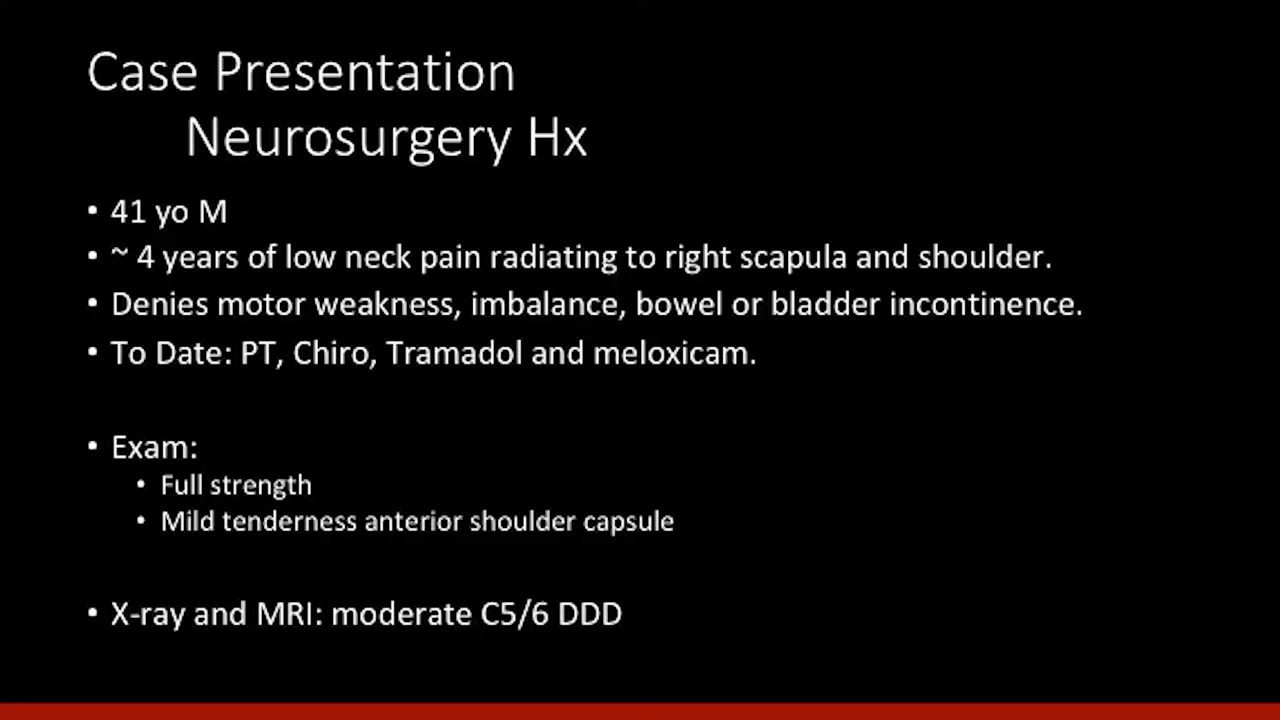 Case Presentation
Neurosurgery Hx
• 41 yo M
• ~ 4 years of low neck pain radiating to right scapula and shoulder.
• Denies motor weakness, imbalance, bowel or bladder incontinence.
• To Date: PT, Chiro, Tramadol and meloxicam.
• Exam:
• Full strength
• Mild tenderness anterior shoulder capsule
• X-ray and MRI: moderate C5/6 DDD